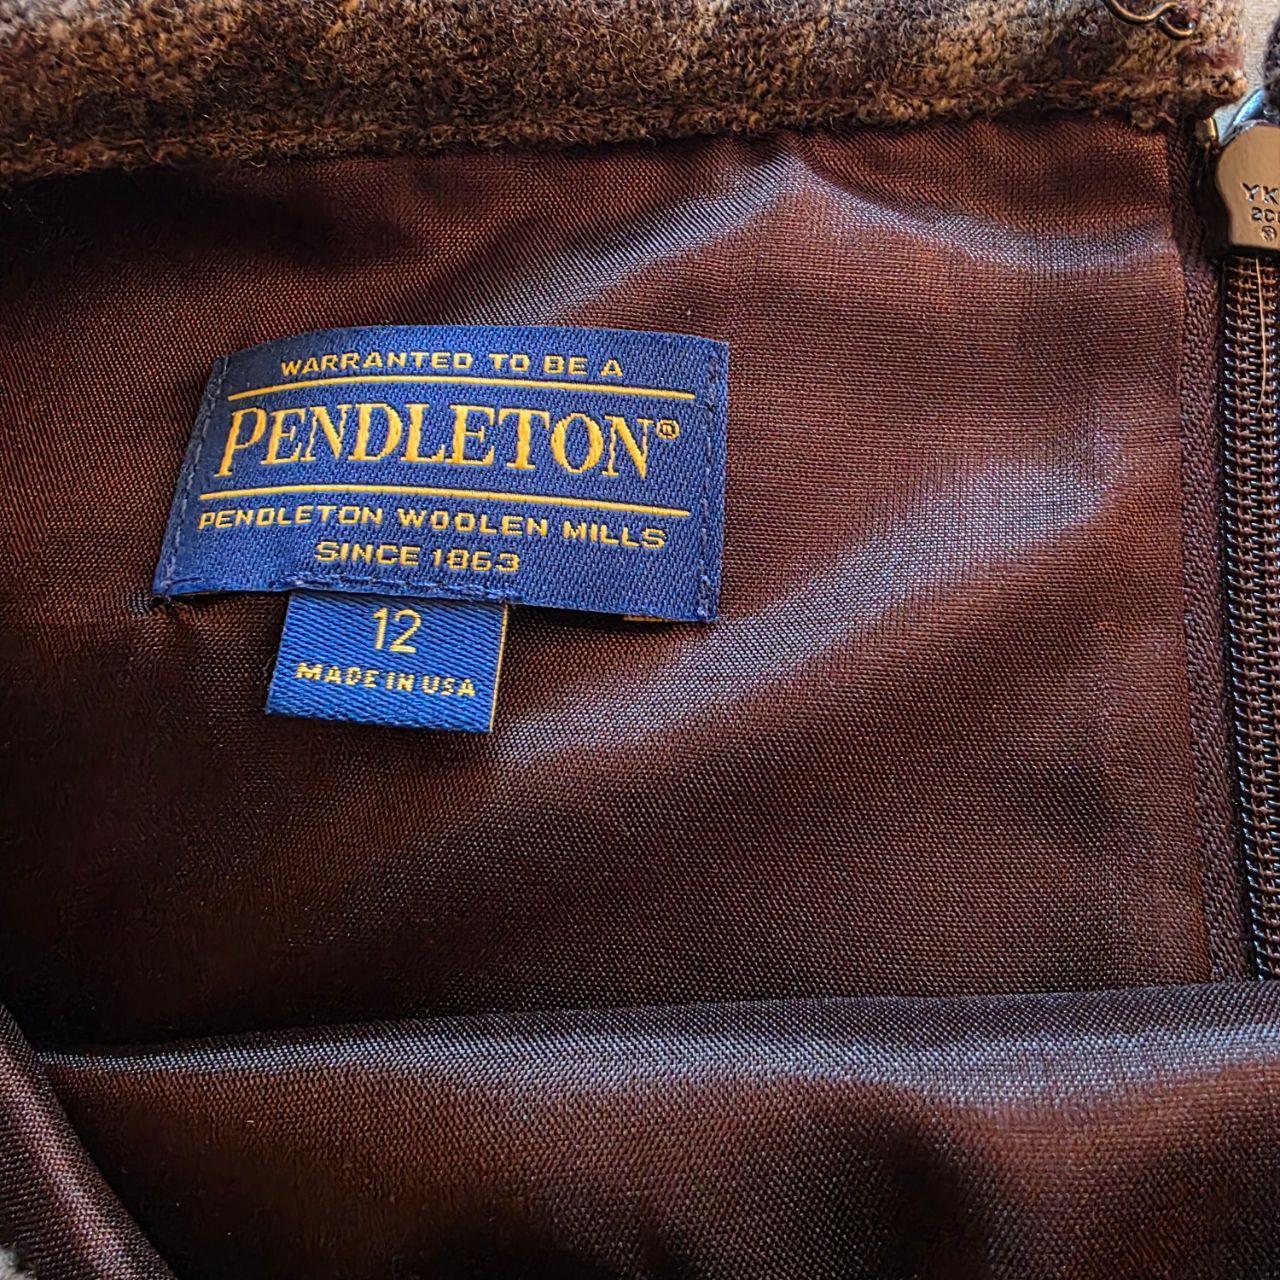 WARRANTED TO BE A
PENDLETON®
PENDLETON WOOLEN MILLS
SINCE 1863
12
MADE IN USA